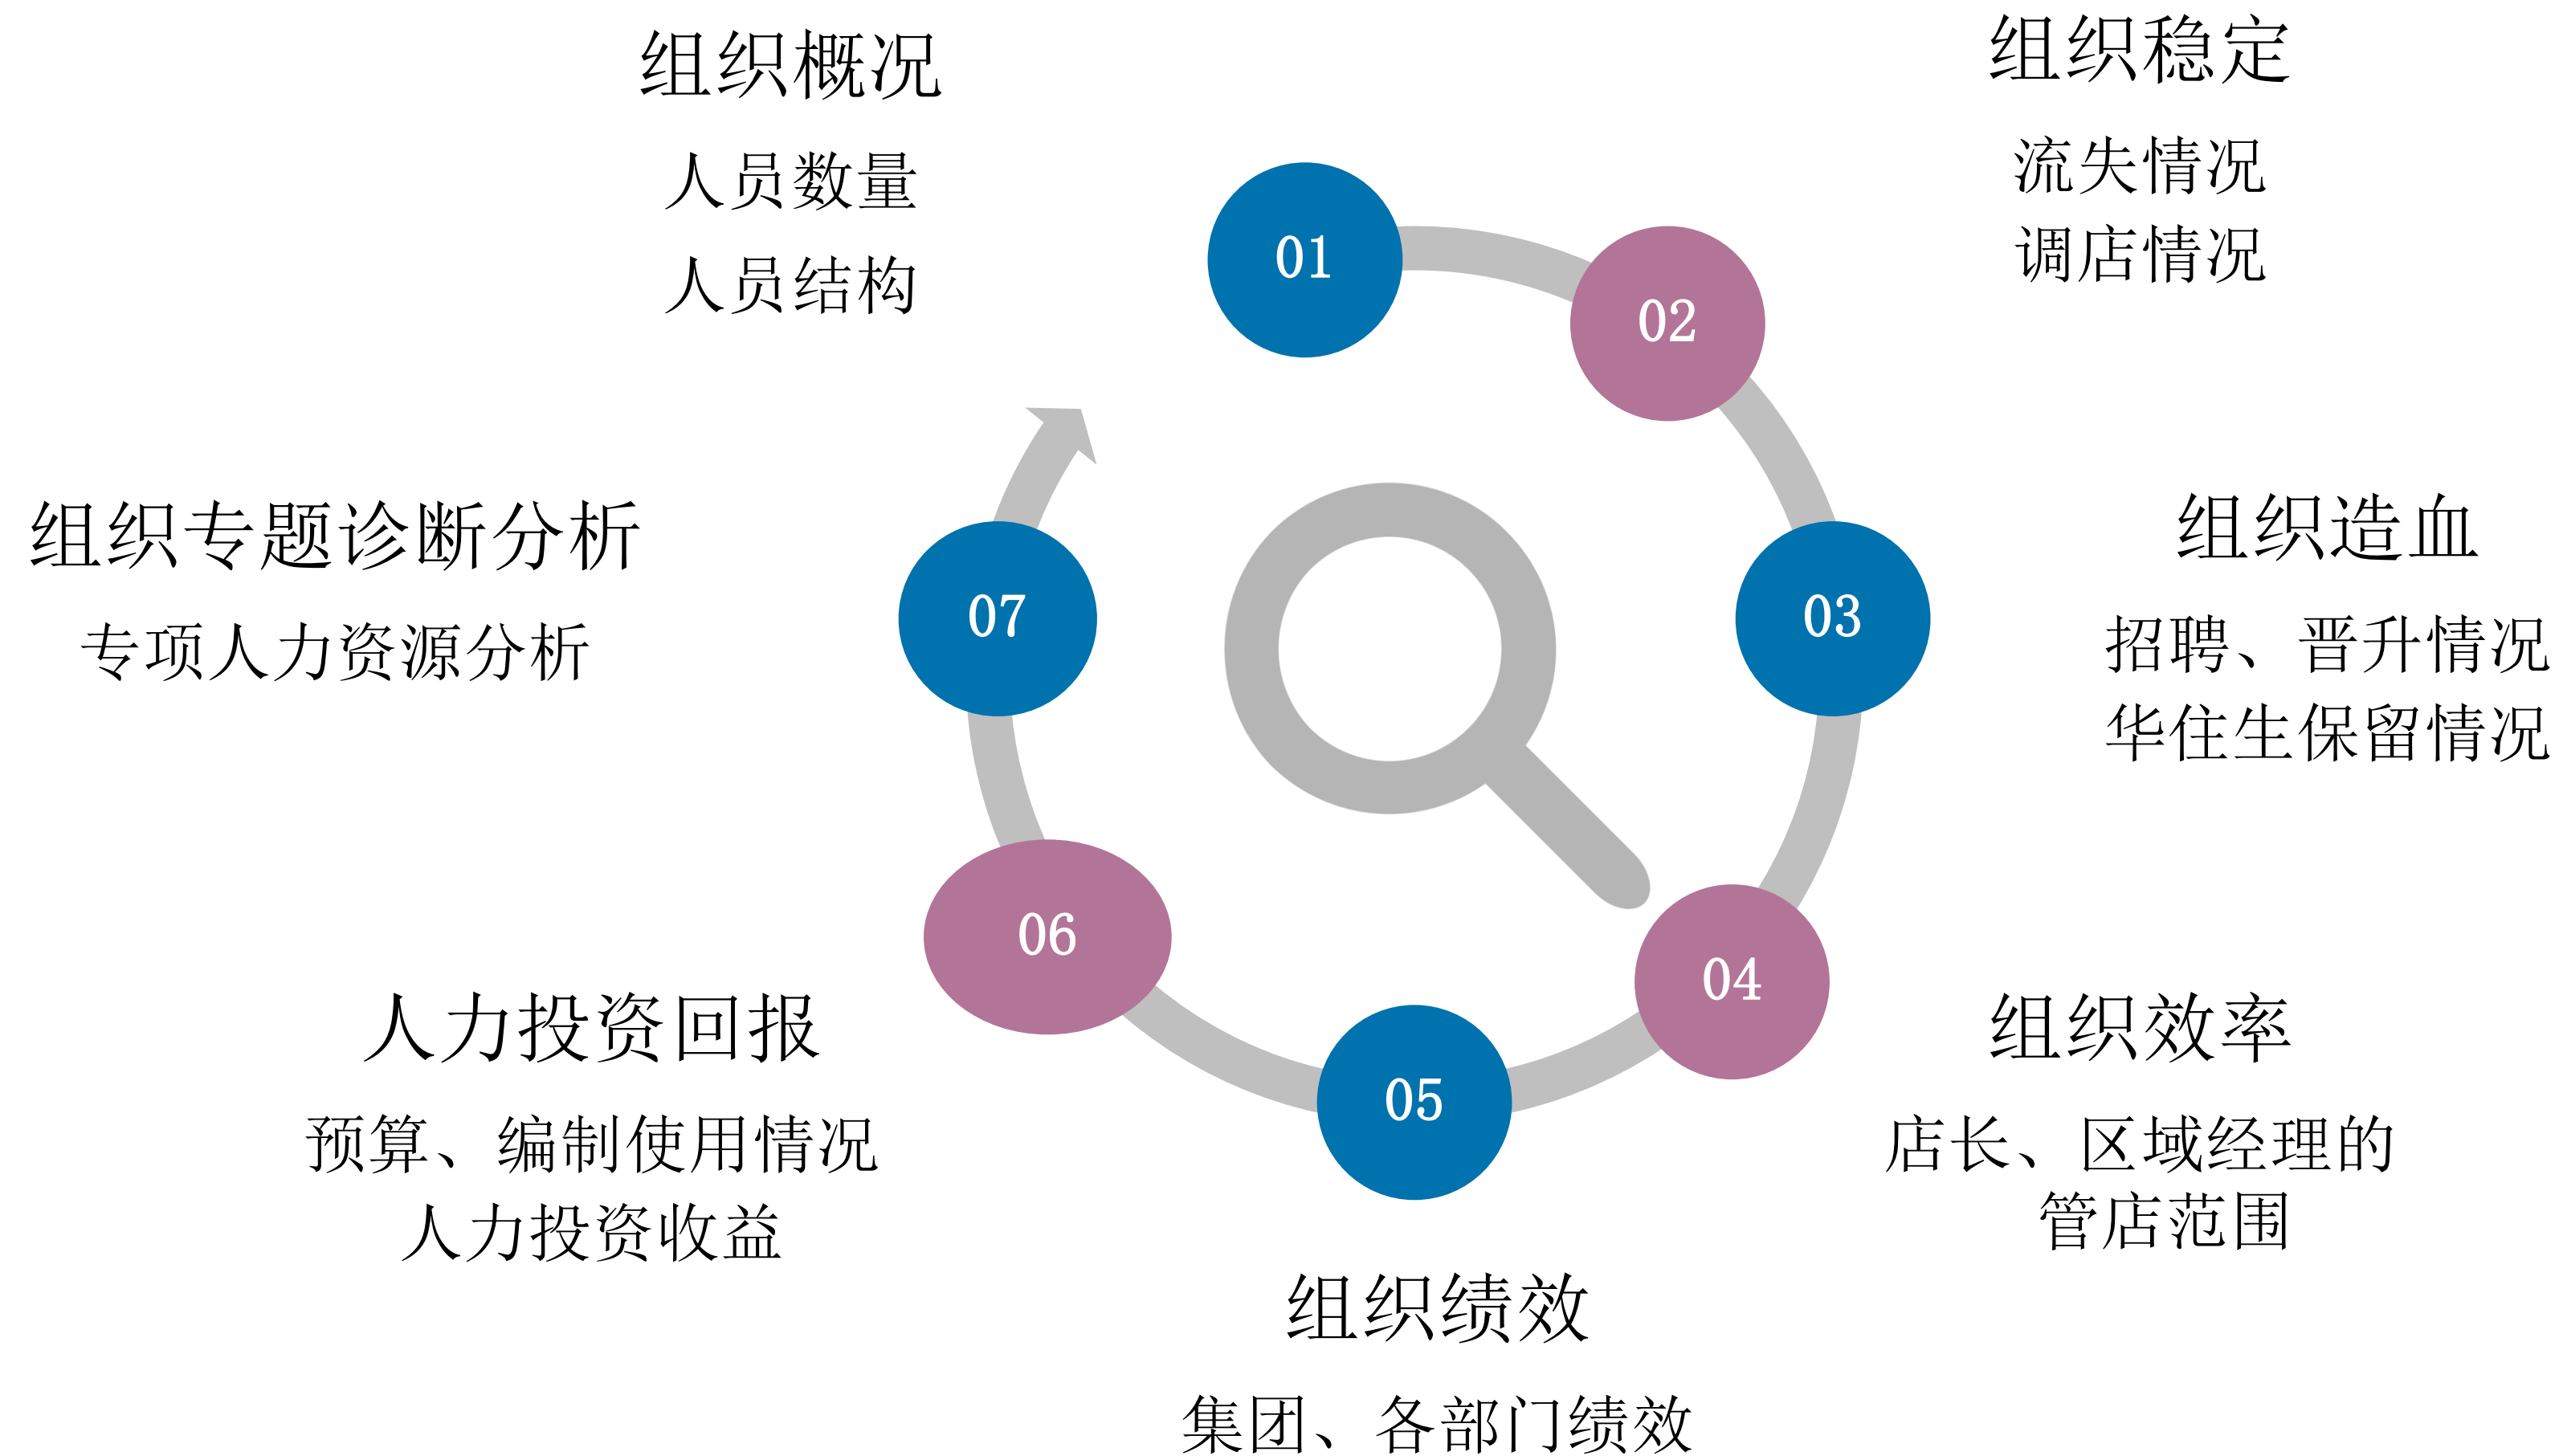 组织概况
人员数量
人员结构
01
组织稳定
流失情况
调店情况
02
组织造血
招聘、晋升情况
华住生保留情况
03
组织效率
店长、区域经理的
管店范围
04
组织绩效
集团、各部门绩效
05
人力投资回报
预算、编制使用情况
人力投资收益
06
组织专题诊断分析
专项人力资源分析
07